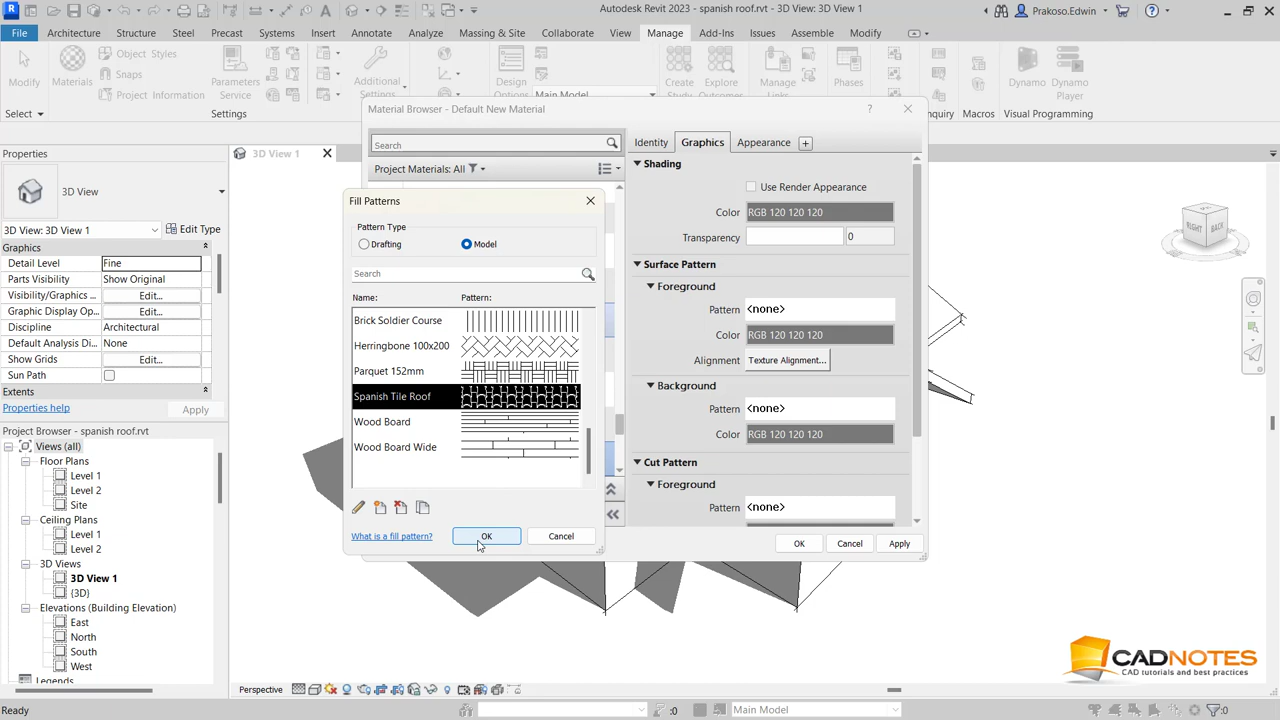 Autodesk Revit 2023 - spanish roof.rvt - 3D View: 3D View 1
Prakoso.Edwin
File Architecture Structure Steel Precast Systems Insert Annotate Analyze Massing & Site Collaborate View Manage Add-Ins Issues Assemble Modify
Modify
Materials
Object Styles
Snaps
Project Information
Parameters Service
Additional Settings
Design Options
Main Model
Create Study
Explore Outcomes
Manage Links
Phases
Dynamo
Dynamo Player
Select
Settings
Macros
Visual Programming
Properties
3D View
3D View: 3D View 1
Edit Type
Graphics
Detail Level Fine
Parts Visibility Show Original
Visibility/Graphics ... Edit...
Graphic Display Op... Edit...
Discipline Architectural
Default Analysis Di... None
Show Grids Edit...
Sun Path
Extents
Properties help
Apply
Project Browser - spanish roof.rvt
Views (all)
Floor Plans
Level 1
Level 2
Site
Ceiling Plans
Level 1
Level 2
3D Views
3D View 1
{3D}
Elevations (Building Elevation)
East
North
South
West
Legends
3D View 1
Material Browser - Default New Material
Search
Project Materials: All
Fill Patterns
Pattern Type
Drafting
Model
Search
Name: Pattern:
Brick Soldier Course
Herringbone 100x200
Parquet 152mm
Spanish Tile Roof
Wood Board
Wood Board Wide
What is a fill pattern?
OK
Cancel
Identity Graphics Appearance
Shading
Use Render Appearance
Color RGB 120 120 120
Transparency 0
Surface Pattern
Foreground
Pattern <none>
Color RGB 120 120 120
Alignment Texture Alignment...
Background
Pattern <none>
Color RGB 120 120 120
Cut Pattern
Foreground
Pattern <none>
OK
Cancel
Apply
RIGHT
BACK
Perspective
Ready
:0
Main Model
:0
CADNOTES
CAD tutorials and best practices